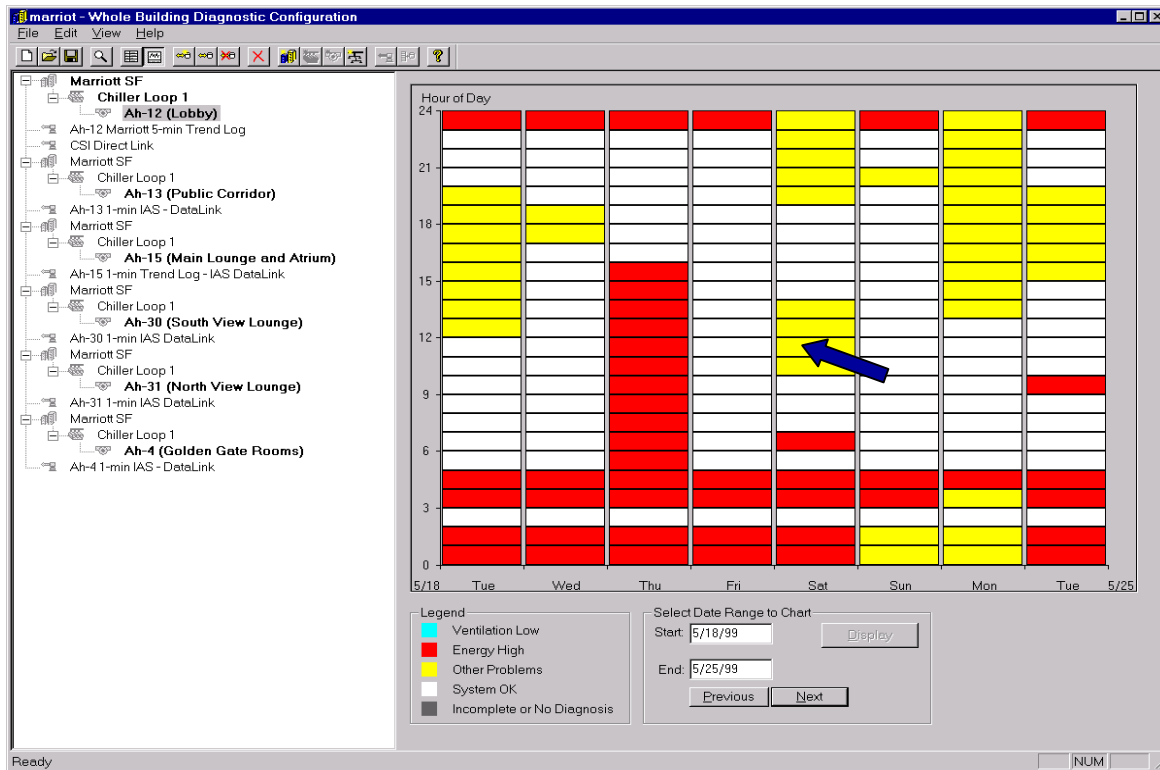 marriot - Whole Building Diagnostic Configuration
File Edit View Help
Marriott SF
Chiller Loop 1
Ah-12 (Lobby)
Ah-12 Marriott 5-min Trend Log
CSI Direct Link
Marriott SF
Chiller Loop 1
Ah-13 (Public Corridor)
Ah-13 1-min IAS - DataLink
Marriott SF
Chiller Loop 1
Ah-15 (Main Lounge and Atrium)
Ah-15 1-min Trend Log - IAS DataLink
Marriott SF
Chiller Loop 1
Ah-30 (South View Lounge)
Ah-30 1-min IAS DataLink
Marriott SF
Chiller Loop 1
Ah-31 (North View Lounge)
Ah-31 1-min IAS DataLink
Marriott SF
Chiller Loop 1
Ah-4 (Golden Gate Rooms)
Ah-4 1-min IAS - DataLink
Hour of Day
24
21
18
15
12
9
6
3
0
5/18 Tue Wed Thu Fri Sat Sun Mon Tue 5/25
Legend
Ventilation Low
Energy High
Other Problems
System OK
Incomplete or No Diagnosis
Select Date Range to Chart
Start: 5/18/99 Display
End: 5/25/99
Previous Next
Ready NUM